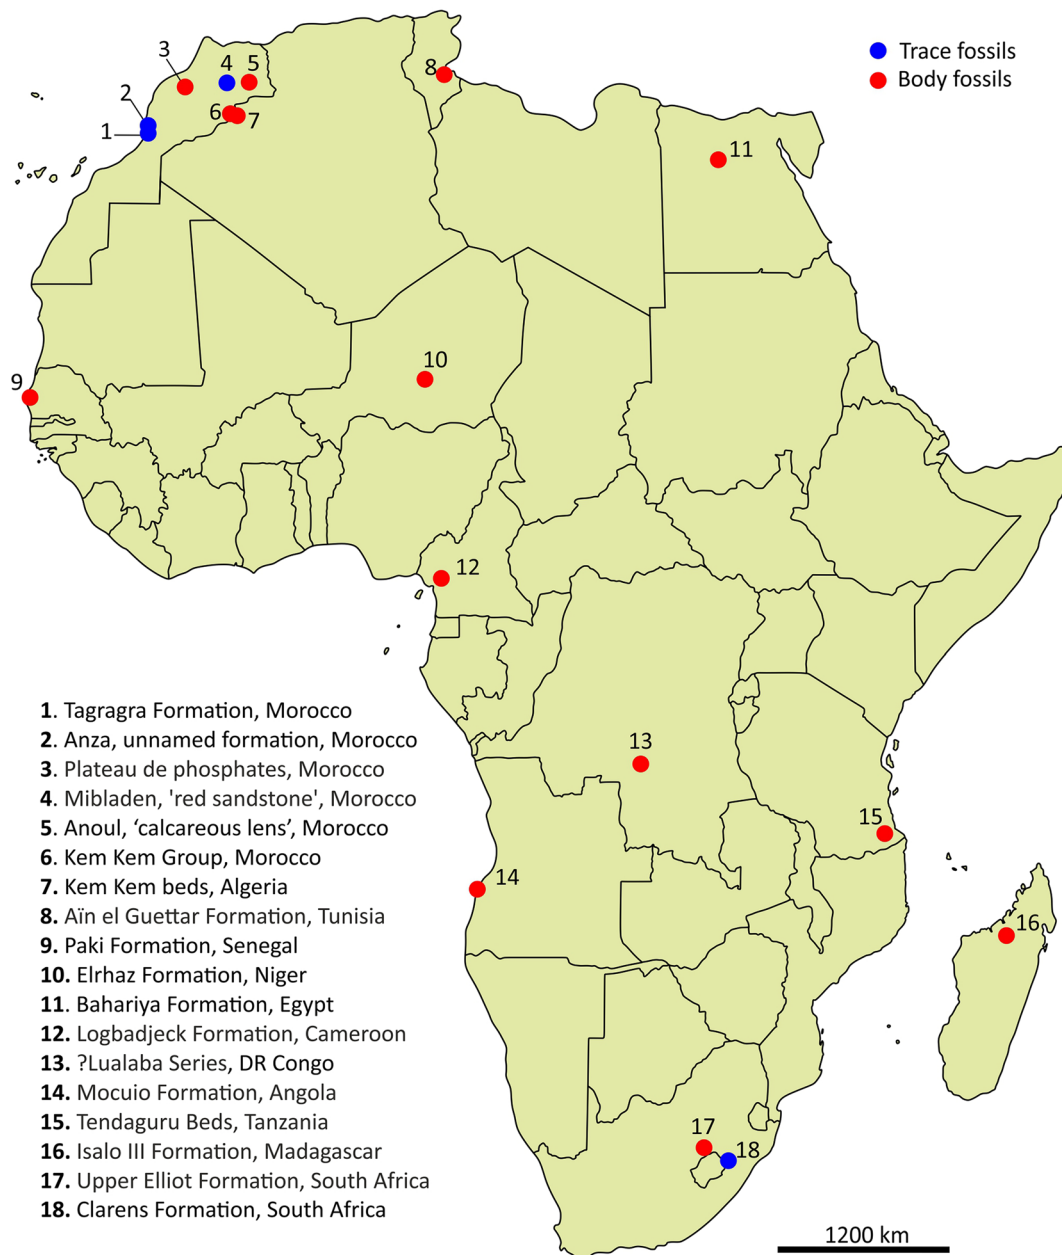 Trace fossils
Body fossils
3
4
5
8
2
1
6
7
11
10
9
12
13
15
14
16
17
18
1. Tagragra Formation, Morocco
2. Anza, unnamed formation, Morocco
3. Plateau de phosphates, Morocco
4. Mibladen, 'red sandstone', Morocco
5. Anoul, ‘calcareous lens’, Morocco
6. Kem Kem Group, Morocco
7. Kem Kem beds, Algeria
8. Aïn el Guettar Formation, Tunisia
9. Paki Formation, Senegal
10. Elrhaz Formation, Niger
11. Bahariya Formation, Egypt
12. Logbadjeck Formation, Cameroon
13. ?Lualaba Series, DR Congo
14. Mocuio Formation, Angola
15. Tendaguru Beds, Tanzania
16. Isalo III Formation, Madagascar
17. Upper Elliot Formation, South Africa
18. Clarens Formation, South Africa
1200 km